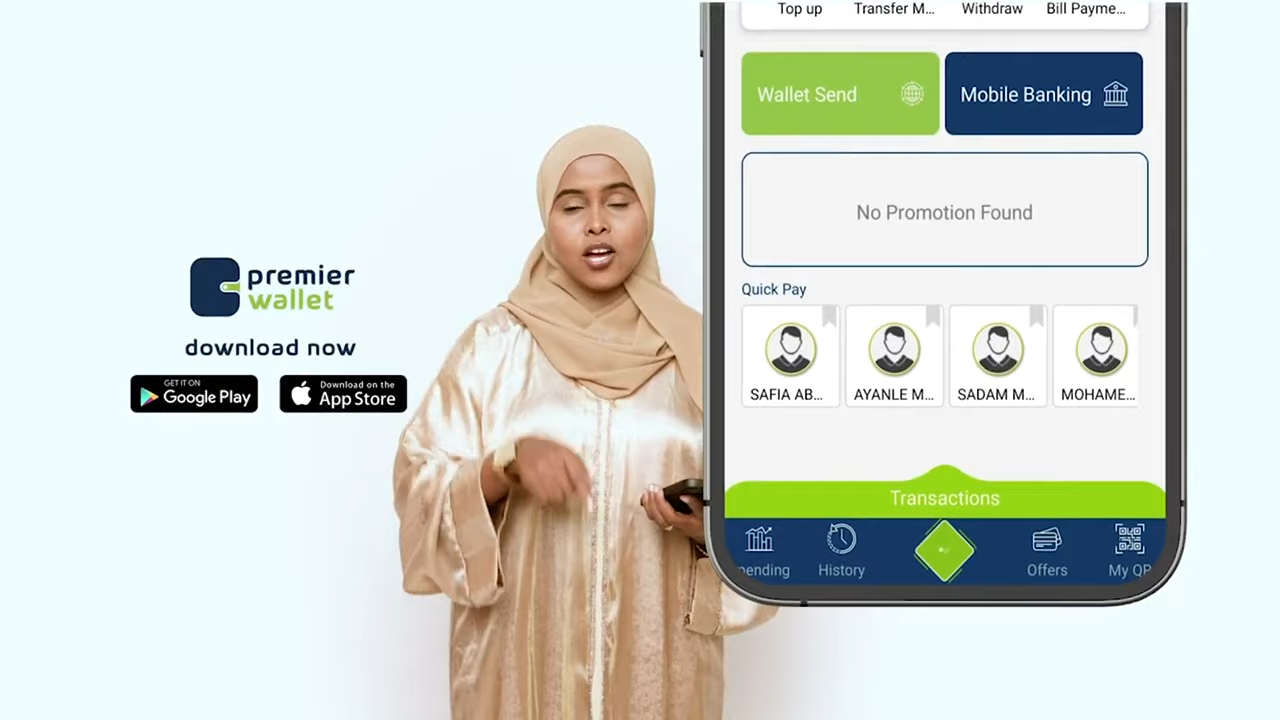 premier
wallet
download now
GET IT ON
Google Play
Download on the
App Store
Top up
Transfer M...
Withdraw
Bill Payme...
Wallet Send
Mobile Banking
No Promotion Found
Quick Pay
SAFIA AB...
AYANLE M...
SADAM M...
MOHAME...
Transactions
pending
History
Offers
My QR